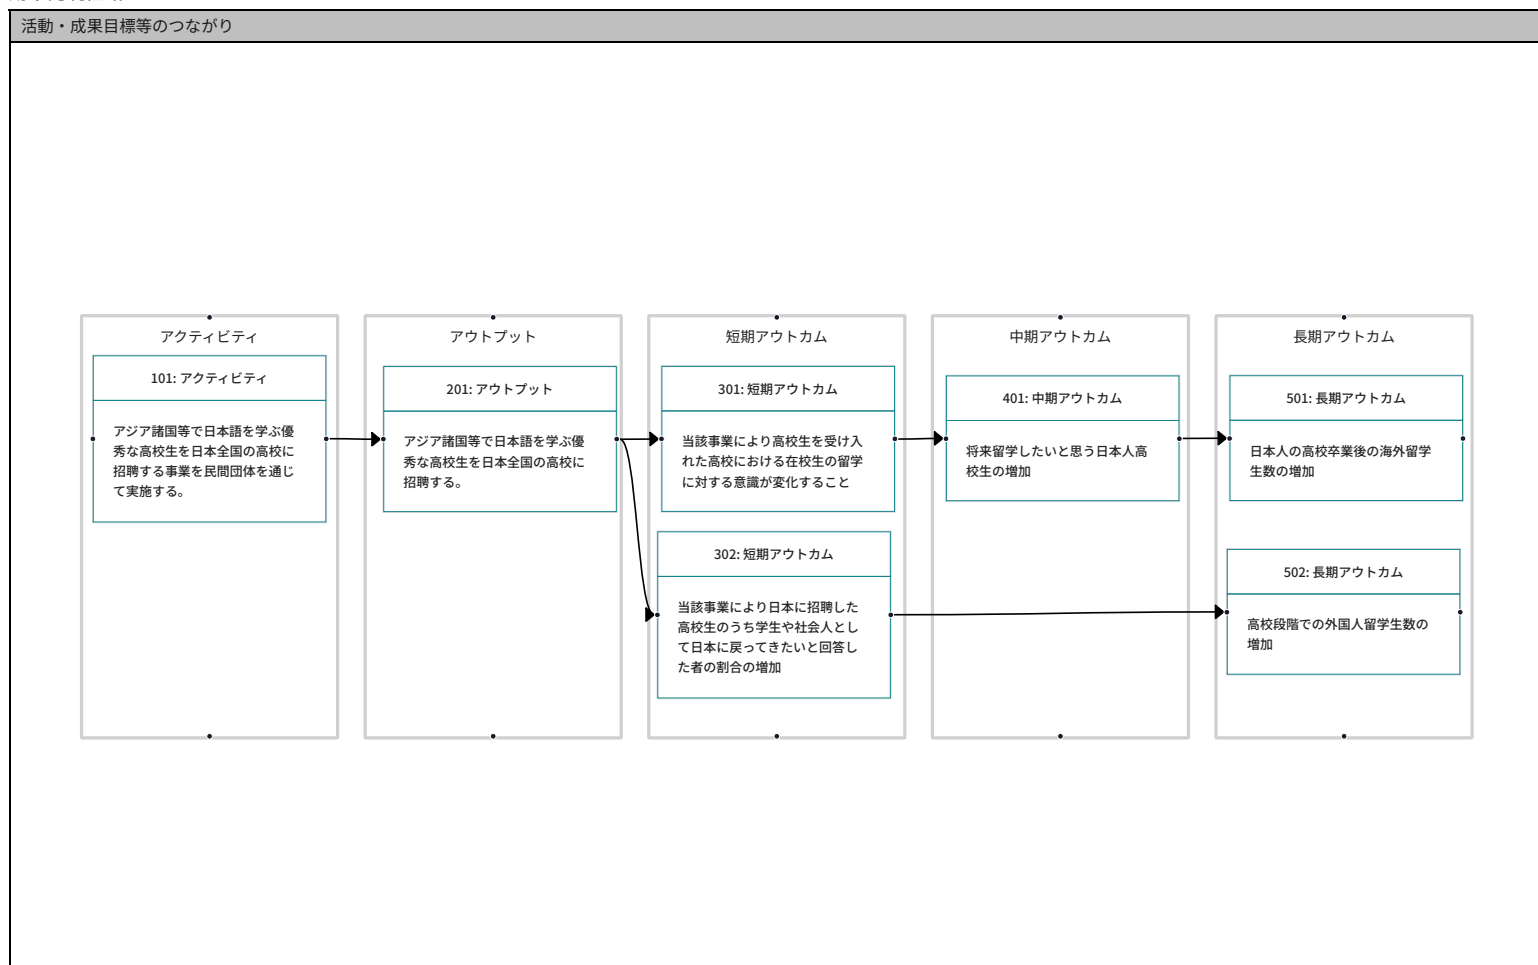 活動・成果目標等のつながり
アクティビティ
101: アクティビティ
アジア諸国等で日本語を学ぶ優
秀な高校生を日本全国の高校に
招聘する事業を民間団体を通じ
て実施する。
アウトプット
201: アウトプット
アジア諸国等で日本語を学ぶ優
秀な高校生を日本全国の高校に
招聘する。
短期アウトカム
301: 短期アウトカム
当該事業により高校生を受け入
れた高校における在校生の留学
に対する意識が変化すること
302: 短期アウトカム
当該事業により日本に招聘した
高校生のうち学生や社会人とし
て日本に戻ってきたいと回答し
た者の割合の増加
中期アウトカム
401: 中期アウトカム
将来留学したいと思う日本人高
校生の増加
長期アウトカム
501: 長期アウトカム
日本人の高校卒業後の海外留学
生数の増加
502: 長期アウトカム
高校段階での外国人留学生数の
増加